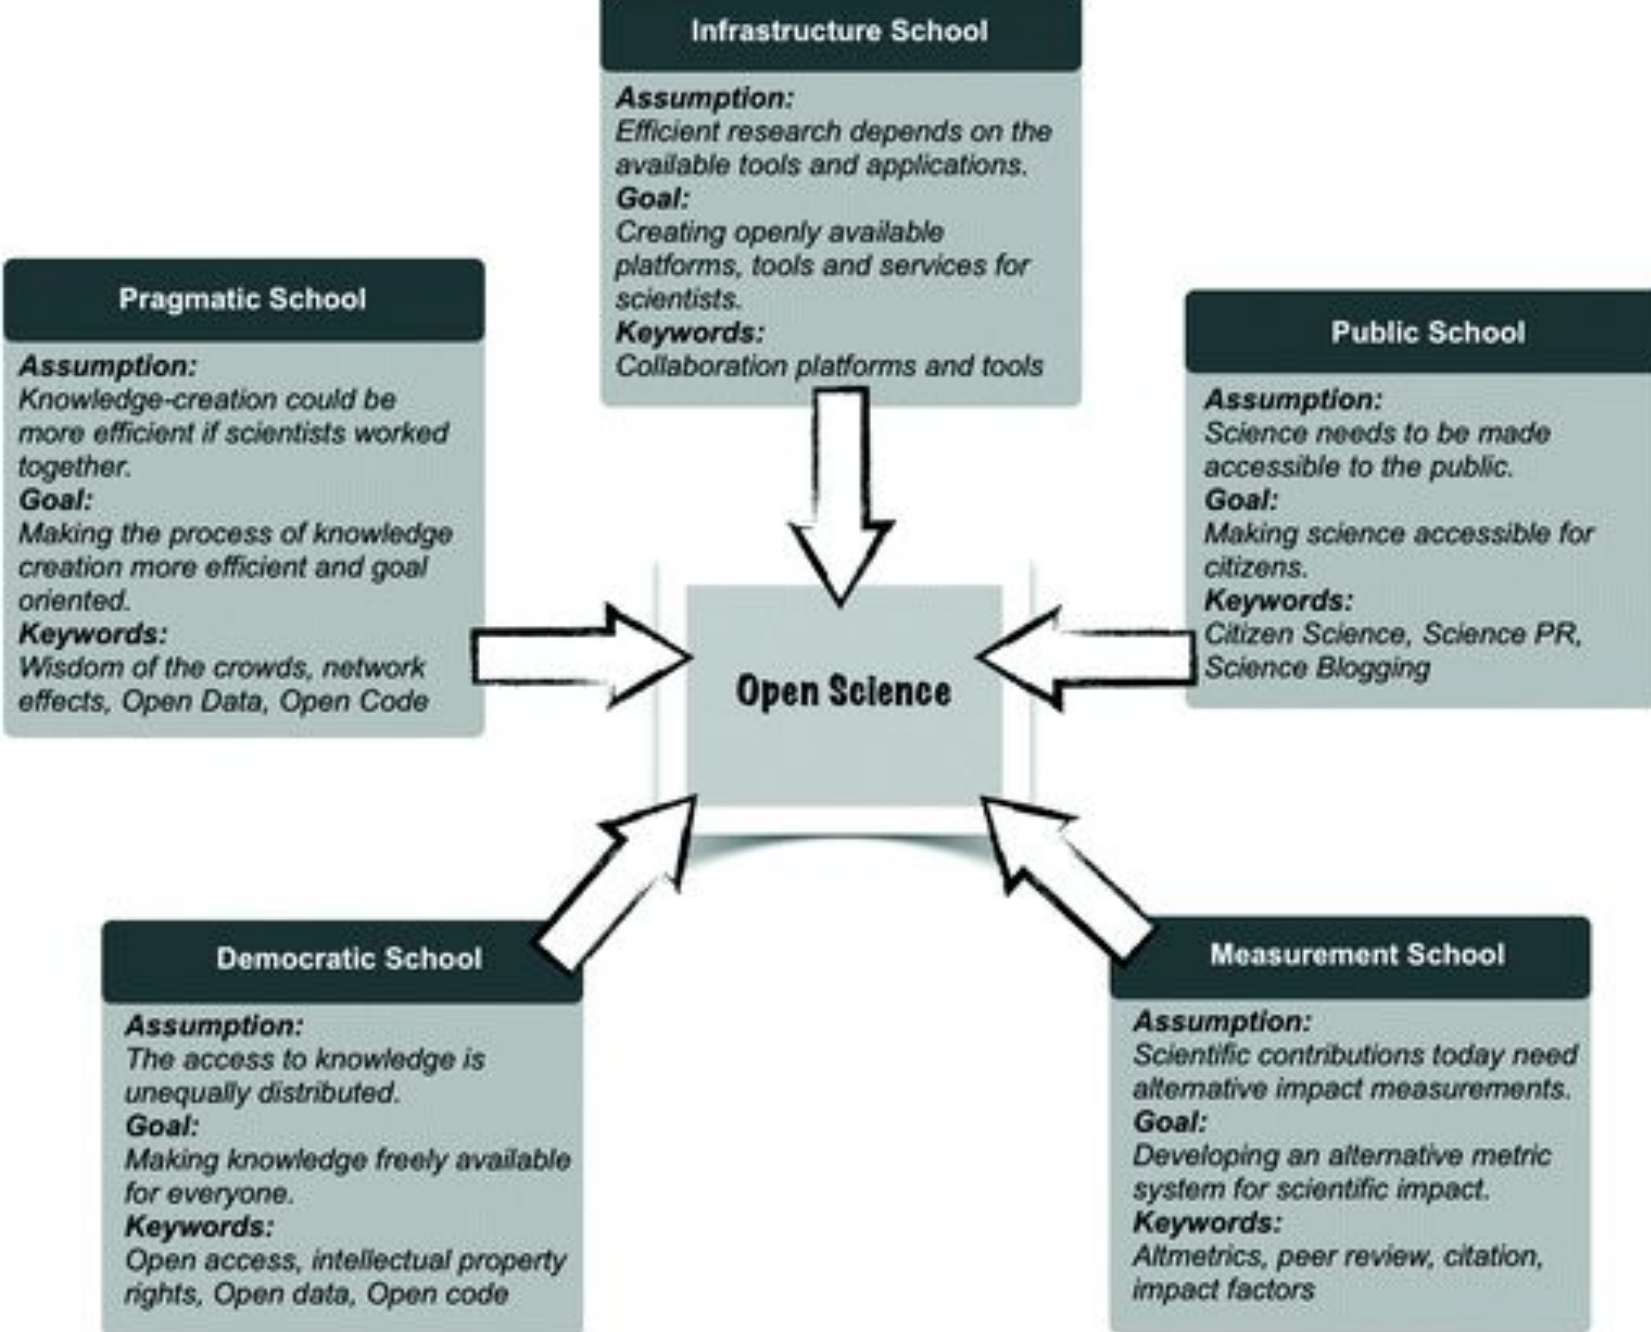 Infrastructure School
Assumption:
Efficient research depends on the
available tools and applications.
Goal:
Creating openly available
platforms, tools and services for
scientists.
Keywords:
Collaboration platforms and tools
Pragmatic School
Assumption:
Knowledge-creation could be
more efficient if scientists worked
together.
Goal:
Making the process of knowledge
creation more efficient and goal
oriented.
Keywords:
Wisdom of the crowds, network
effects, Open Data, Open Code
Public School
Assumption:
Science needs to be made
accessible to the public.
Goal:
Making science accessible for
citizens.
Keywords:
Citizen Science, Science PR,
Science Blogging
Open Science
Democratic School
Assumption:
The access to knowledge is
unequally distributed.
Goal:
Making knowledge freely available
for everyone.
Keywords:
Open access, intellectual property
rights, Open data, Open code
Measurement School
Assumption:
Scientific contributions today need
alternative impact measurements.
Goal:
Developing an alternative metric
system for scientific impact.
Keywords:
Altmetrics, peer review, citation,
impact factors